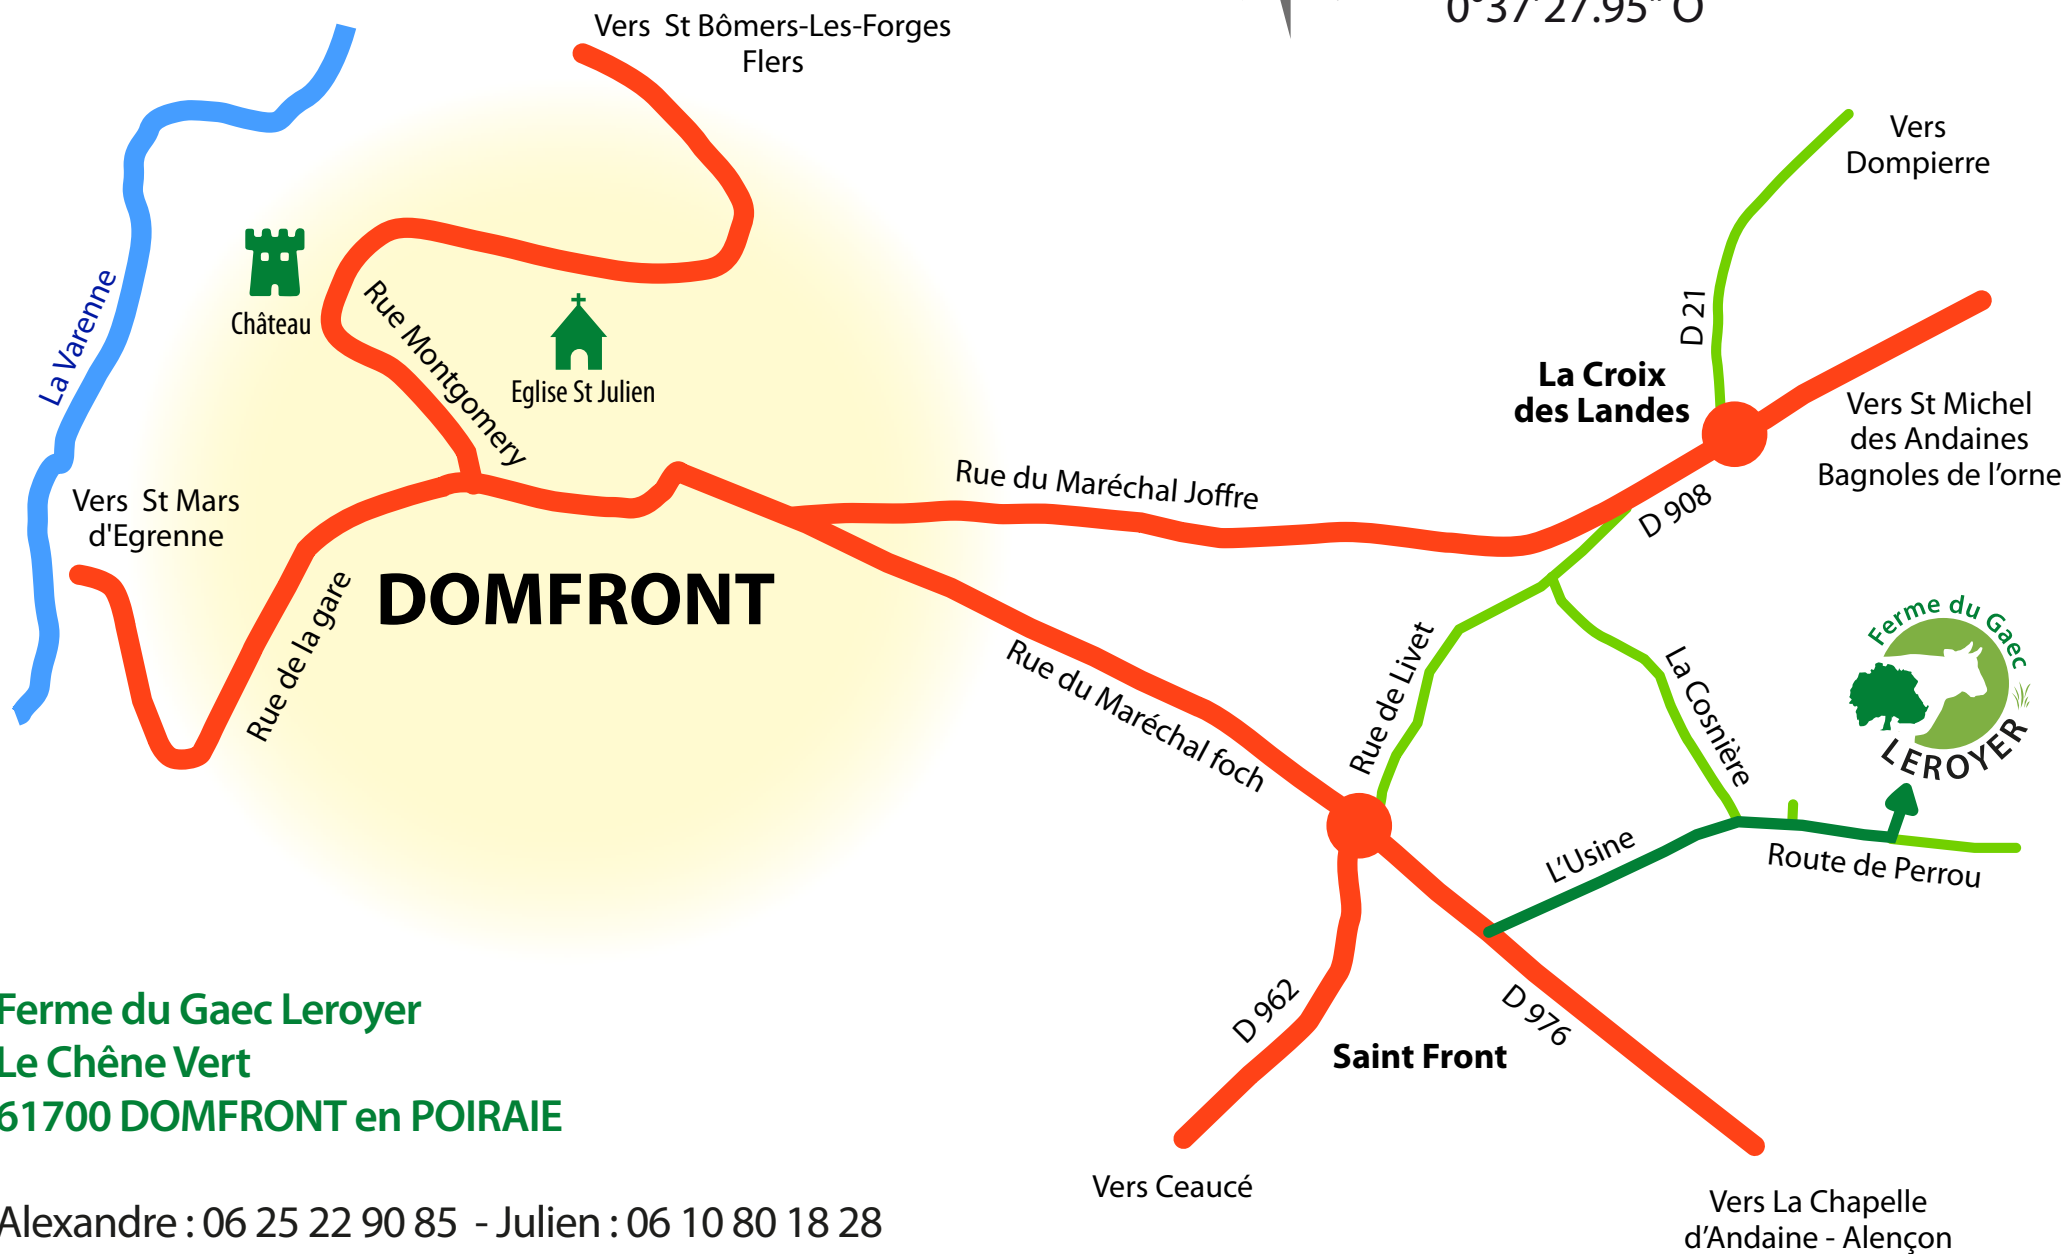 0°37'27.95" O
Vers St Bômers-Les-Forges
Flers
Vers
Dompierre
La Varenne
Château
Rue Montgomery
Eglise St Julien
D 21
La Croix
des Landes
Vers St Michel
des Andaines
Bagnoles de l'orne
Vers St Mars
d'Egrenne
Rue du Maréchal Joffre
D 908
DOMFRONT
Rue de la gare
Rue du Maréchal foch
Rue de Livet
La Cosnière
Ferme du Gaec
LEROYER
L'Usine
Route de Perrou
D 962
D 976
Saint Front
Ferme du Gaec Leroyer
Le Chêne Vert
61700 DOMFRONT en POIRAIE
Vers Ceaucé
Vers La Chapelle
d'Andaine - Alençon
Alexandre : 06 25 22 90 85 - Julien : 06 10 80 18 28